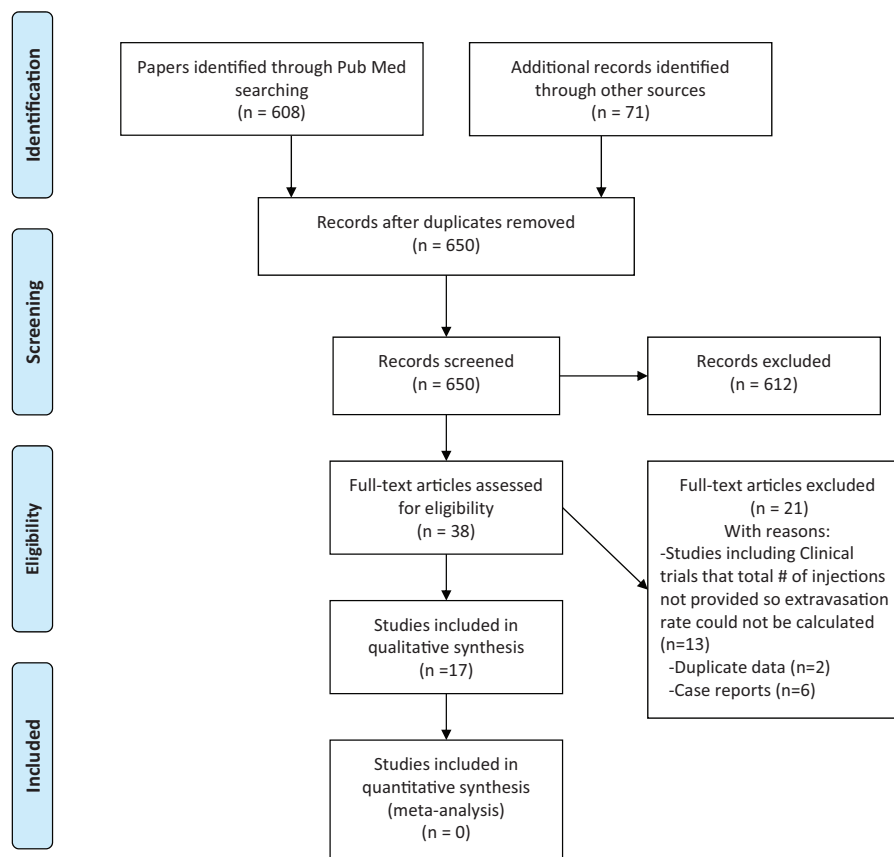 Identification
Papers identified through Pub Med
searching
(n = 608)
Additional records identified
through other sources
(n = 71)
Records after duplicates removed
(n = 650)
Screening
Records screened
(n = 650)
Records excluded
(n = 612)
Eligibility
Full-text articles assessed
for eligibility
(n = 38)
Full-text articles excluded
(n = 21)
With reasons:
-Studies including Clinical
trials that total # of injections
not provided so extravasation
rate could not be calculated
(n=13)
-Duplicate data (n=2)
-Case reports (n=6)
Studies included in
qualitative synthesis
(n =17)
Included
Studies included in
quantitative synthesis
(meta-analysis)
(n = 0)